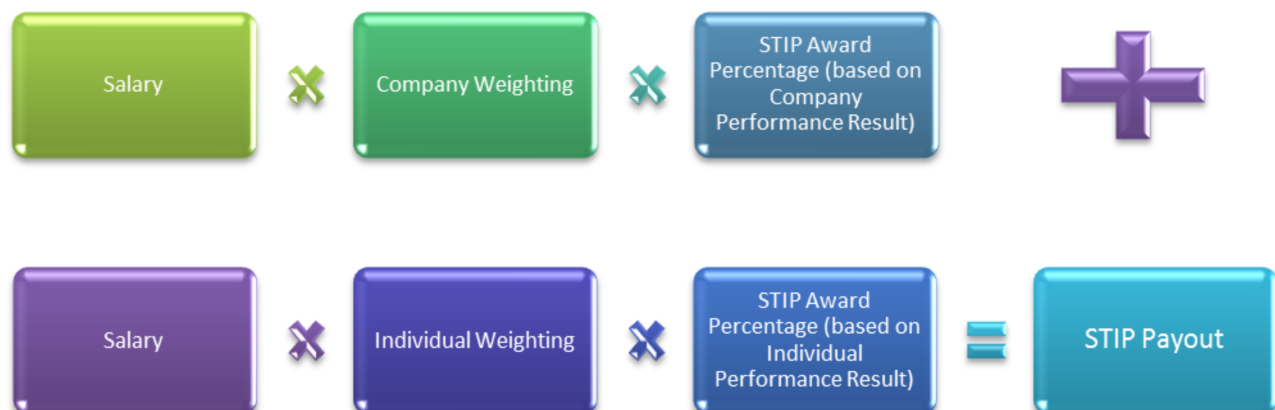 Salary
Company Weighting
STIP Award
Percentage (based on
Company
Performance Result)
Salary
Individual Weighting
STIP Award
Percentage (based on
Individual
Performance Result)
STIP Payout